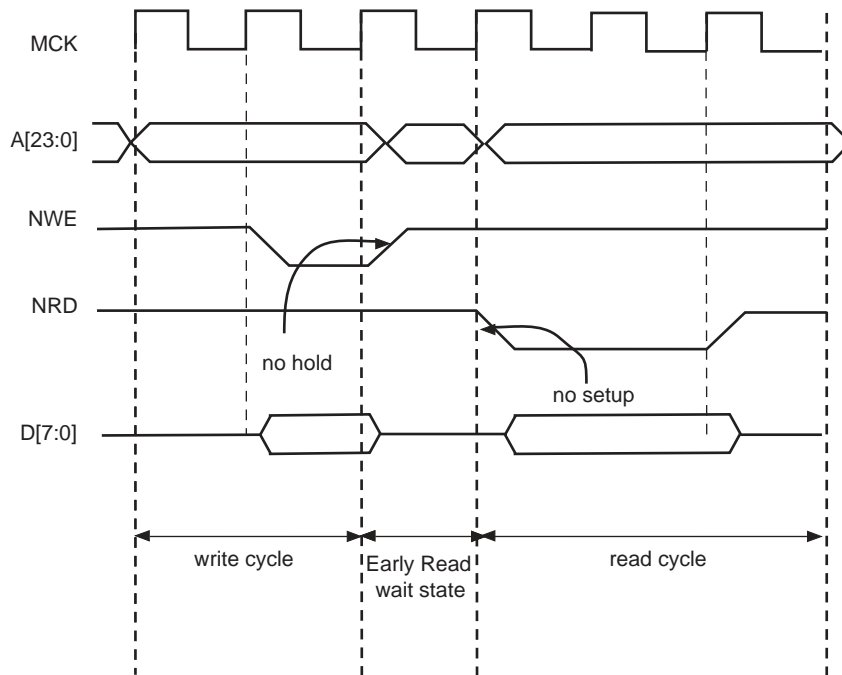 MCK
A[23:0]
NWE
NRD
no hold
no setup
D[7:0]
write cycle
Early Read
wait state
read cycle